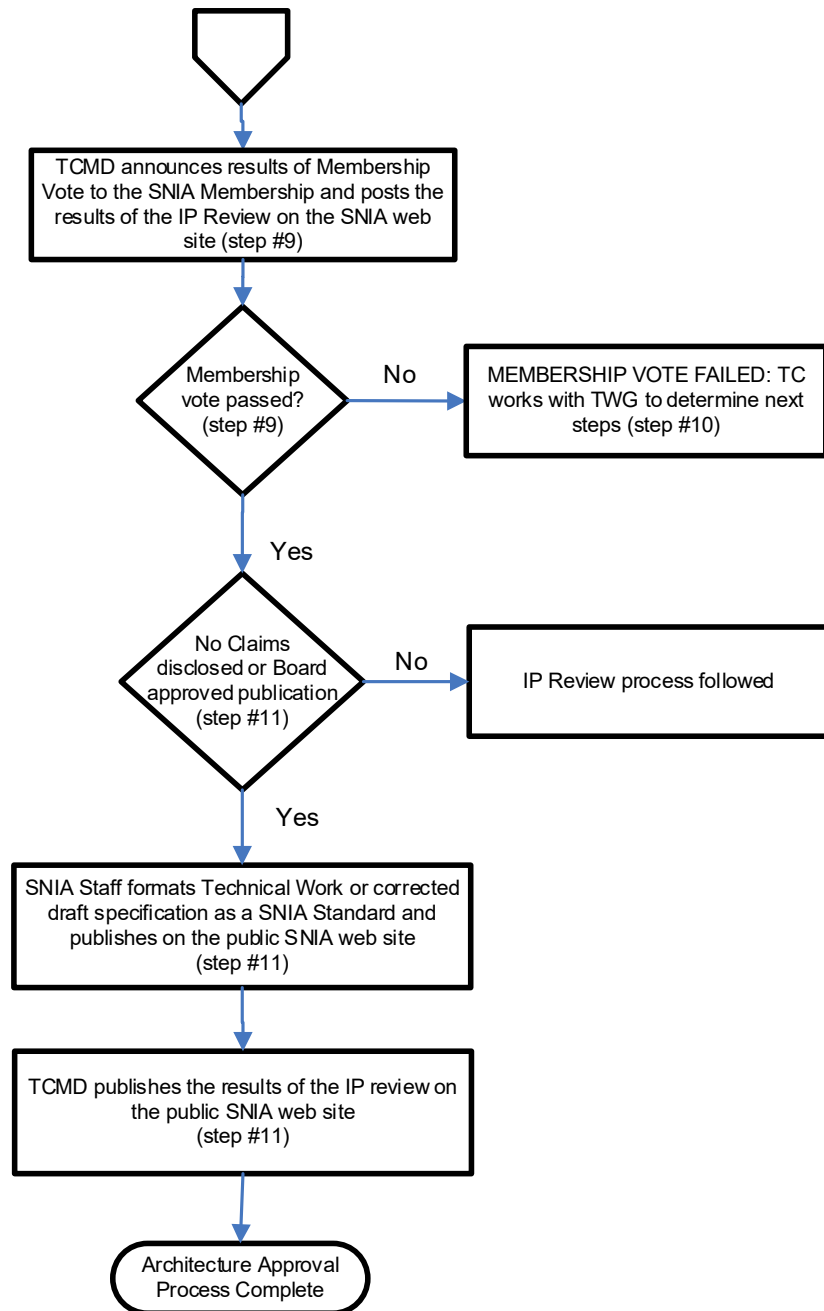 TCMD announces results of Membership
Vote to the SNIA Membership and posts the
results of the IP Review on the SNIA web
site (step #9)
Membership
vote passed?
(step #9)
No
MEMBERSHIP VOTE FAILED: TC
works with TWG to determine next
steps (step #10)
Yes
No Claims
disclosed or Board
approved publication
(step #11)
No
IP Review process followed
Yes
SNIA Staff formats Technical Work or corrected
draft specification as a SNIA Standard and
publishes on the public SNIA web site
(step #11)
TCMD publishes the results of the IP review on
the public SNIA web site
(step #11)
Architecture Approval
Process Complete